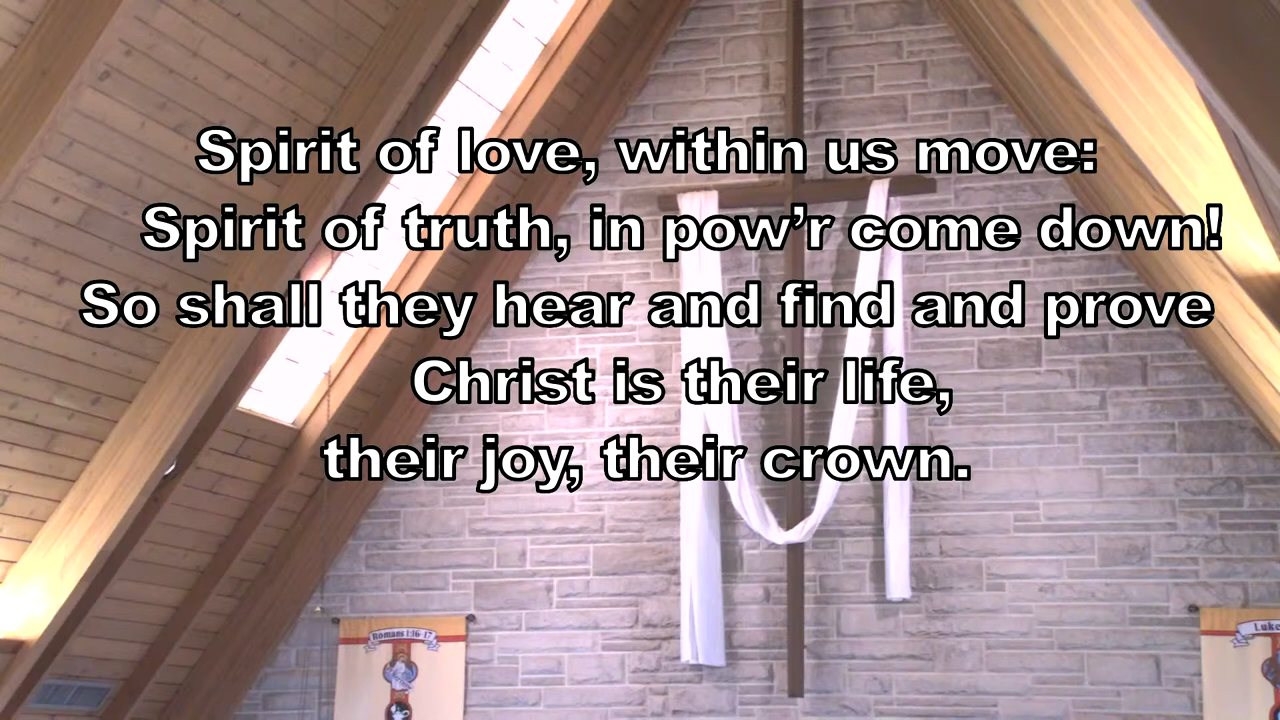 Spirit of love, within us move:
Spirit of truth, in pow’r come down!
So shall they hear and find and prove
Christ is their life,
their joy, their crown.
Romans 1:16-17
Luke